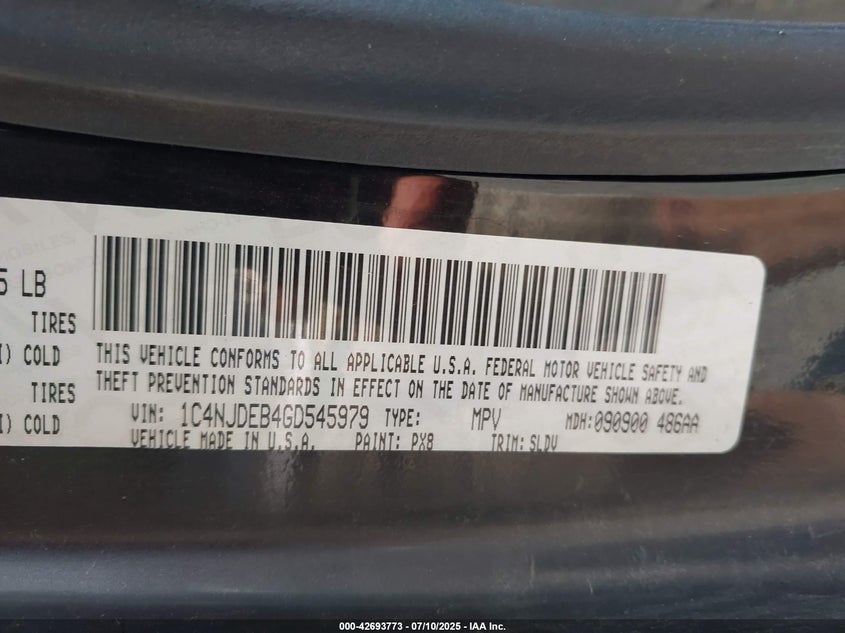 5 LB
TIRES
I) COLD
TIRES
I) COLD
THIS VEHICLE CONFORMS TO ALL APPLICABLE U.S.A. FEDERAL MOTOR VEHICLE SAFETY AND
THEFT PREVENTION STANDARDS IN EFFECT ON THE DATE OF MANUFACTURE SHOWN ABOVE.
VIN: 1C4NJDEB4GD545979 TYPE: MPV MDH:090900 486AA
VEHICLE MADE IN U.S.A. PAINT: PX8 TRIM: SLDV
000-42693773 - 07/10/2025 - IAA Inc.